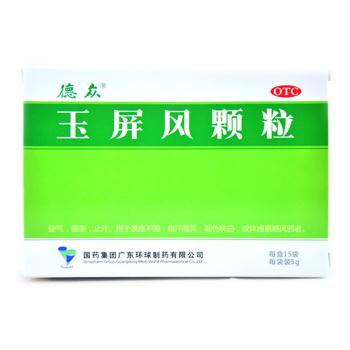 德众®
OTC
玉屏风颗粒
益气，固表，止汗。用于表虚不固，自汗恶风，面色㿠白，或体虚易感风邪者。
国药集团广东环球制药有限公司
Sinopharm Group Guangdong Medi-World Pharmaceutical Co., Ltd.
每盒15袋
每袋装5g